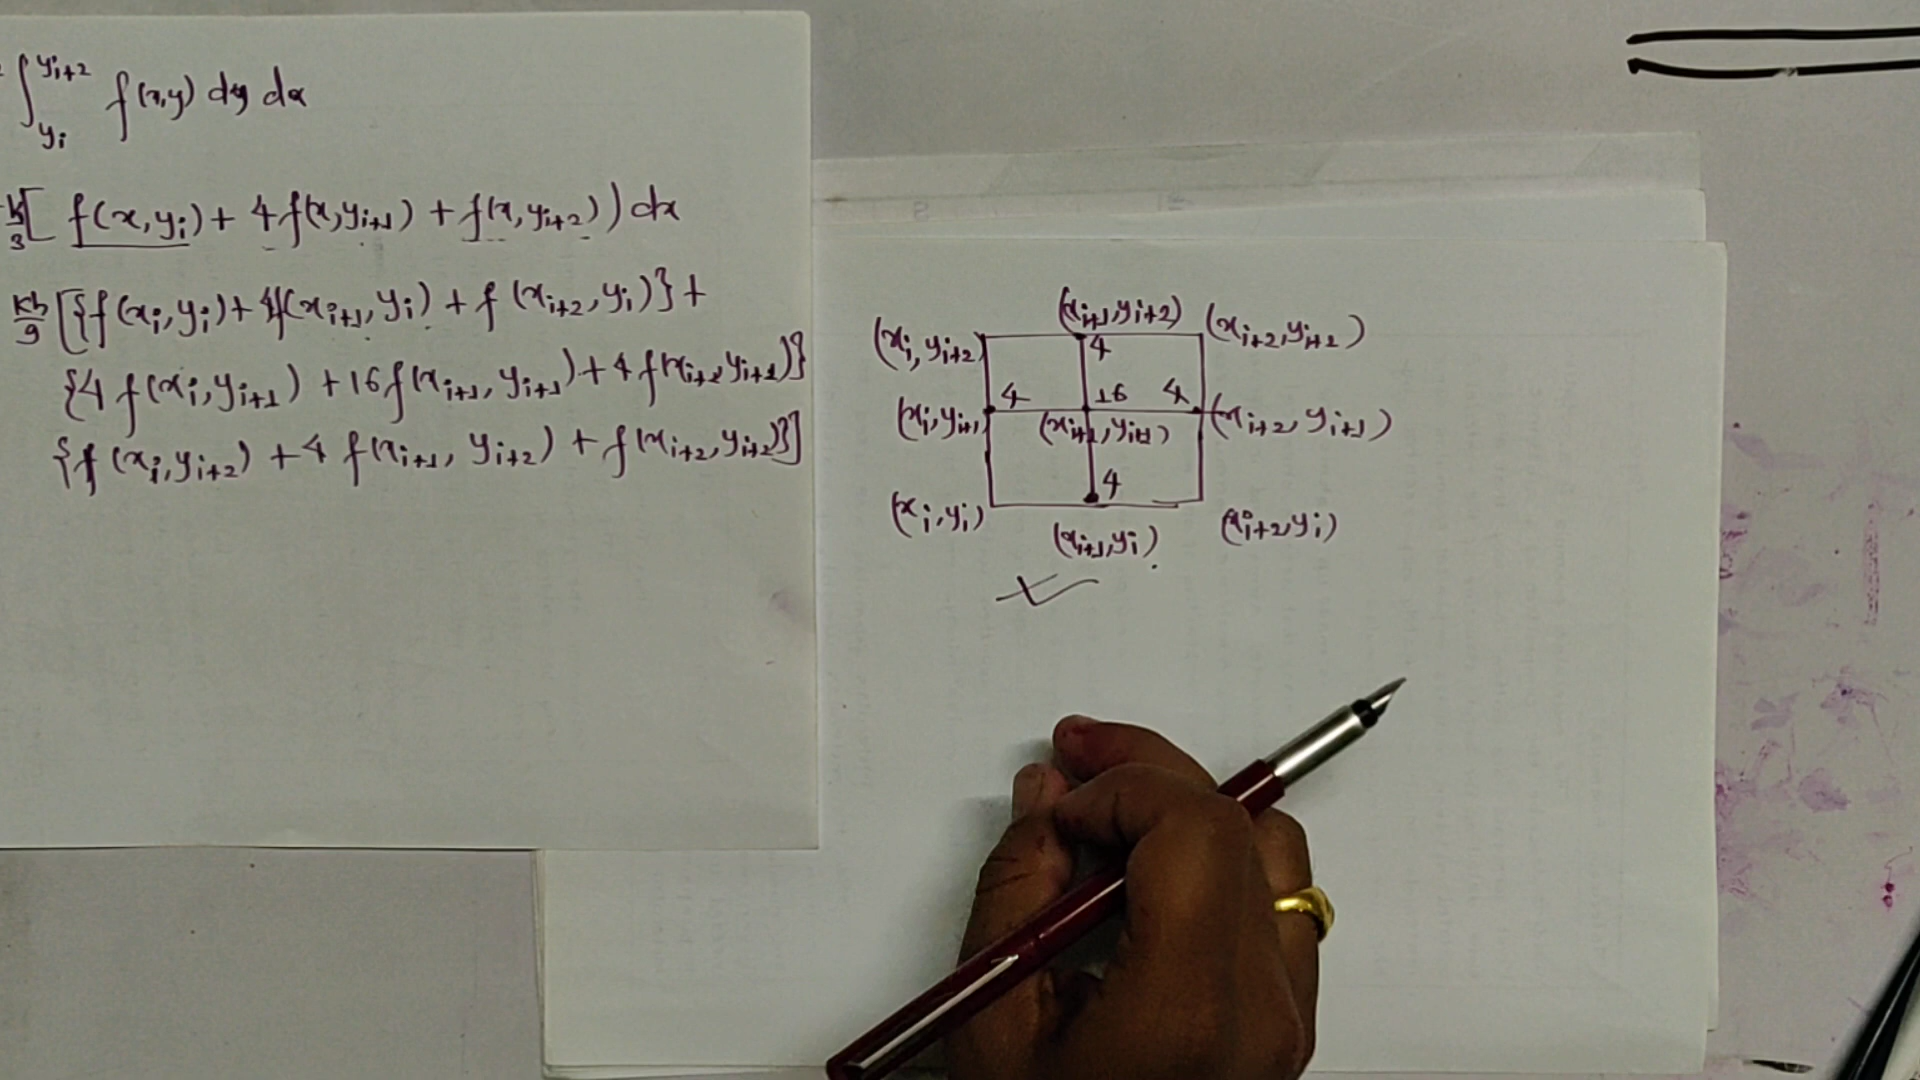 ∫_{yᵢ}^{yᵢ₊₂} f(x,y) dy dx
k/3 [ f(x,yᵢ) + 4f(x,yᵢ₊₁) + f(x,yᵢ₊₂) ) dx
kh/9 [{f(xᵢ,yᵢ) + 4f(xᵢ₊₁,yᵢ) + f(xᵢ₊₂,yᵢ)} +
{4f(xᵢ,yᵢ₊₁) + 16f(xᵢ₊₁,yᵢ₊₁) + 4f(xᵢ₊₂,yᵢ₊₁)}
{f(xᵢ,yᵢ₊₂) + 4f(xᵢ₊₁,yᵢ₊₂) + f(xᵢ₊₂,yᵢ₊₂)}]
(xᵢ,yᵢ₊₂) (xᵢ₊₁,yᵢ₊₂) (xᵢ₊₂,yᵢ₊₂)
4
4 16 4
(xᵢ,yᵢ₊₁) (xᵢ₊₁,yᵢ₊₁) (xᵢ₊₂,yᵢ₊₁)
4
(xᵢ,yᵢ) (xᵢ₊₁,yᵢ) (xᵢ₊₂,yᵢ)